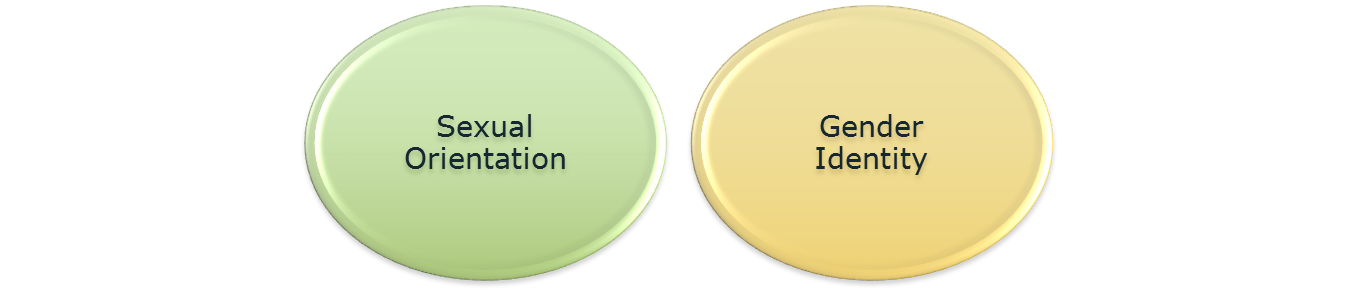 Sexual
Orientation
Gender
Identity